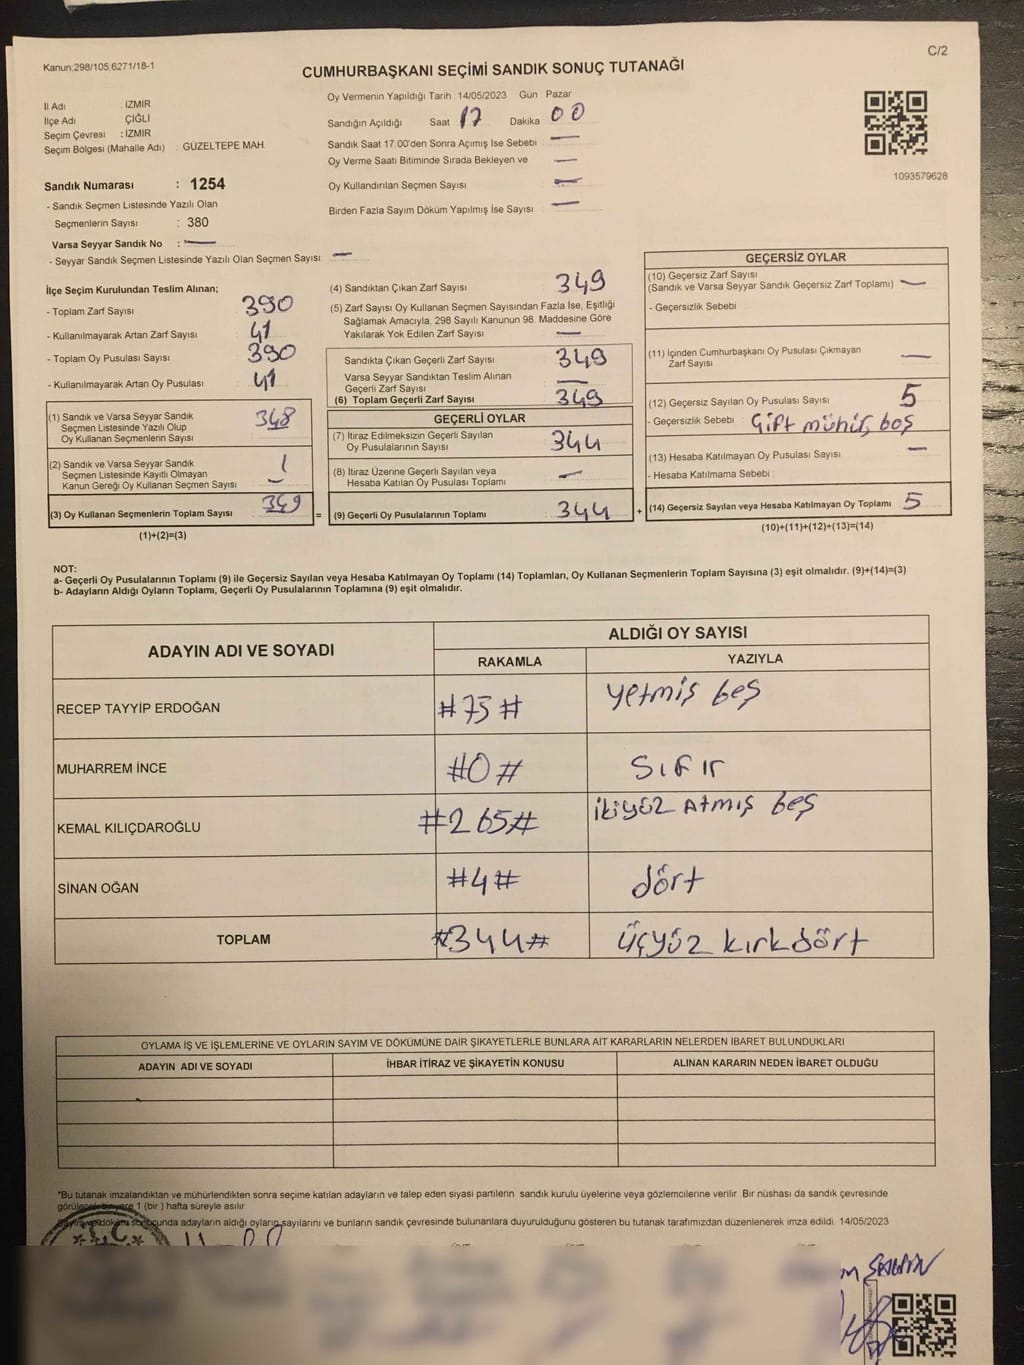 Kanun;298/105,6271/18-1
C/2
CUMHURBAŞKANI SEÇİMİ SANDIK SONUÇ TUTANAĞI
İl Adı : İZMİR
İlçe Adı : ÇİĞLİ
Seçim Çevresi : İZMİR
Seçim Bölgesi (Mahalle Adı) : GÜZELTEPE MAH.
Sandık Numarası : 1254
- Sandık Seçmen Listesinde Yazılı Olan
Seçmenlerin Sayısı : 380
Varsa Seyyar Sandık No : —
- Seyyar Sandık Seçmen Listesinde Yazılı Olan Seçmen Sayısı —
Oy Vermenin Yapıldığı Tarih :14/05/2023 Gün Pazar
Sandığın Açıldığı Saat 17 Dakika 00
Sandık Saat 17:00'den Sonra Açımış İse Sebebi —
Oy Verme Saati Bitiminde Sırada Bekleyen ve —
Oy Kullandırılan Seçmen Sayısı —
Birden Fazla Sayım Döküm Yapılmış İse Sayısı —
1093579628
İlçe Seçim Kurulundan Teslim Alınan;
- Toplam Zarf Sayısı 390
- Kullanılmayarak Artan Zarf Sayısı 41
- Toplam Oy Pusulası Sayısı 390
- Kullanılmayarak Artan Oy Pusulası 41
(1) Sandık ve Varsa Seyyar Sandık
Seçmen Listesinde Yazılı Olup
Oy Kullanan Seçmenlerin Sayısı 348
(2) Sandık ve Varsa Seyyar Sandık
Seçmen Listesinde Kayıtlı Olmayan
Kanun Gereği Oy Kullanan Seçmen Sayısı 1
(3) Oy Kullanan Seçmenlerin Toplam Sayısı 349 =
(1)+(2)=(3)
(4) Sandıktan Çıkan Zarf Sayısı 349
(5) Zarf Sayısı Oy Kullanan Seçmen Sayısından Fazla İse, Eşitliği
Sağlamak Amacıyla, 298 Sayılı Kanunun 98. Maddesine Göre
Yakılarak Yok Edilen Zarf Sayısı —
Sandıkta Çıkan Geçerli Zarf Sayısı 349
Varsa Seyyar Sandıktan Teslim Alınan
Geçerli Zarf Sayısı —
(6) Toplam Geçerli Zarf Sayısı 349
GEÇERLİ OYLAR
(7) İtiraz Edilmeksizin Geçerli Sayılan
Oy Pusulalarının Sayısı 344
(8) İtiraz Üzerine Geçerli Sayılan veya
Hesaba Katılan Oy Pusulası Toplamı —
(9) Geçerli Oy Pusulalarının Toplamı 344 +
GEÇERSİZ OYLAR
(10) Geçersiz Zarf Sayısı
(Sandık ve Varsa Seyyar Sandık Geçersiz Zarf Toplamı) —
- Geçersizlik Sebebi
(11) İçinden Cumhurbaşkanı Oy Pusulası Çıkmayan
Zarf Sayısı —
(12) Geçersiz Sayılan Oy Pusulası Sayısı 5
- Geçersizlik Sebebi Çift mühür, boş
(13) Hesaba Katılmayan Oy Pusulası Sayısı —
- Hesaba Katılmama Sebebi
(14) Geçersiz Sayılan veya Hesaba Katılmayan Oy Toplamı 5
(10)+(11)+(12)+(13)=(14)
NOT:
a- Geçerli Oy Pusulalarının Toplamı (9) ile Geçersiz Sayılan veya Hesaba Katılmayan Oy Toplamı (14) Toplamları, Oy Kullanan Seçmenlerin Toplam Sayısına (3) eşit olmalıdır. (9)+(14)=(3)
b- Adayların Aldığı Oyların Toplamı, Geçerli Oy Pusulalarının Toplamına (9) eşit olmalıdır.
ADAYIN ADI VE SOYADI
ALDIĞI OY SAYISI
RAKAMLA YAZIYLA
RECEP TAYYİP ERDOĞAN #75# yetmiş beş
MUHARREM İNCE #0# sıfır
KEMAL KILIÇDAROĞLU #265# ikiyüz atmış beş
SİNAN OĞAN #4# dört
TOPLAM #344# üçyüz kırkdört
OYLAMA İŞ VE İŞLEMLERİNE VE OYLARIN SAYIM VE DÖKÜMÜNE DAİR ŞİKAYETLERLE BUNLARA AİT KARARLARIN NELERDEN İBARET BULUNDUKLARI
ADAYIN ADI VE SOYADI İHBAR İTİRAZ VE ŞİKAYETİN KONUSU ALINAN KARARIN NEDEN İBARET OLDUĞU
*Bu tutanak imzalandıktan ve mühürlendikten sonra seçime katılan adayların ve talep eden siyasi partilerin sandık kurulu üyelerine veya gözlemcilerine verilir. Bir nüshası da sandık çevresinde
görülecek bir yere 1 (bir ) hafta süreyle asılır.
Sayım ve döküm sonucunda adayların aldığı oyların sayılarını ve bunların sandık çevresinde bulunanlara duyurulduğunu gösteren bu tutanak tarafımızdan düzenlenerek imza edildi. 14/05/2023
T.C.